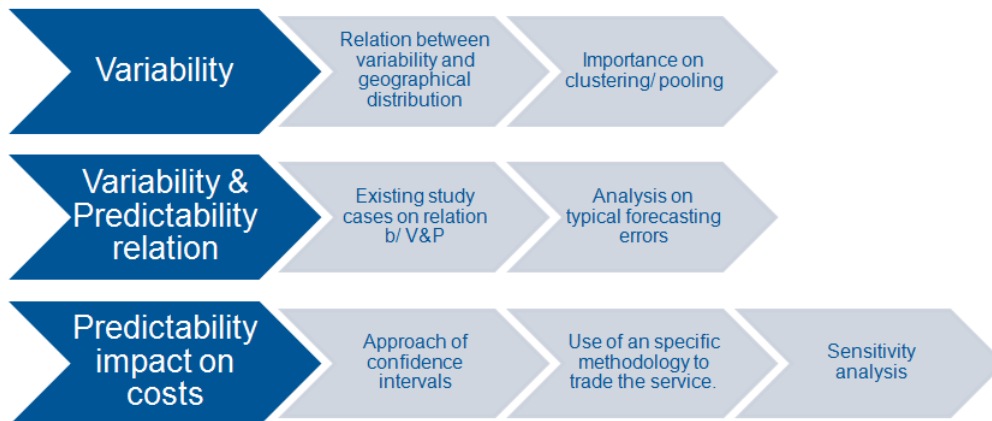 Variability
Relation between
variability and
geographical
distribution
Importance on
clustering/ pooling
Variability &
Predictability
relation
Existing study
cases on relation
b/ V&P
Analysis on
typical forecasting
errors
Predictability
impact on
costs
Approach of
confidence
intervals
Use of an specific
methodology to
trade the service.
Sensitivity
analysis